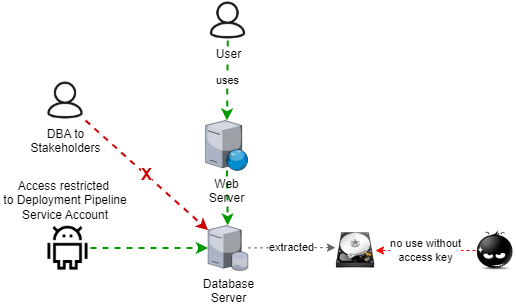 User
uses
DBA to
Stakeholders
X
Access restricted
to Deployment Pipeline
Service Account
Web
Server
extracted
no use without
access key
Database
Server